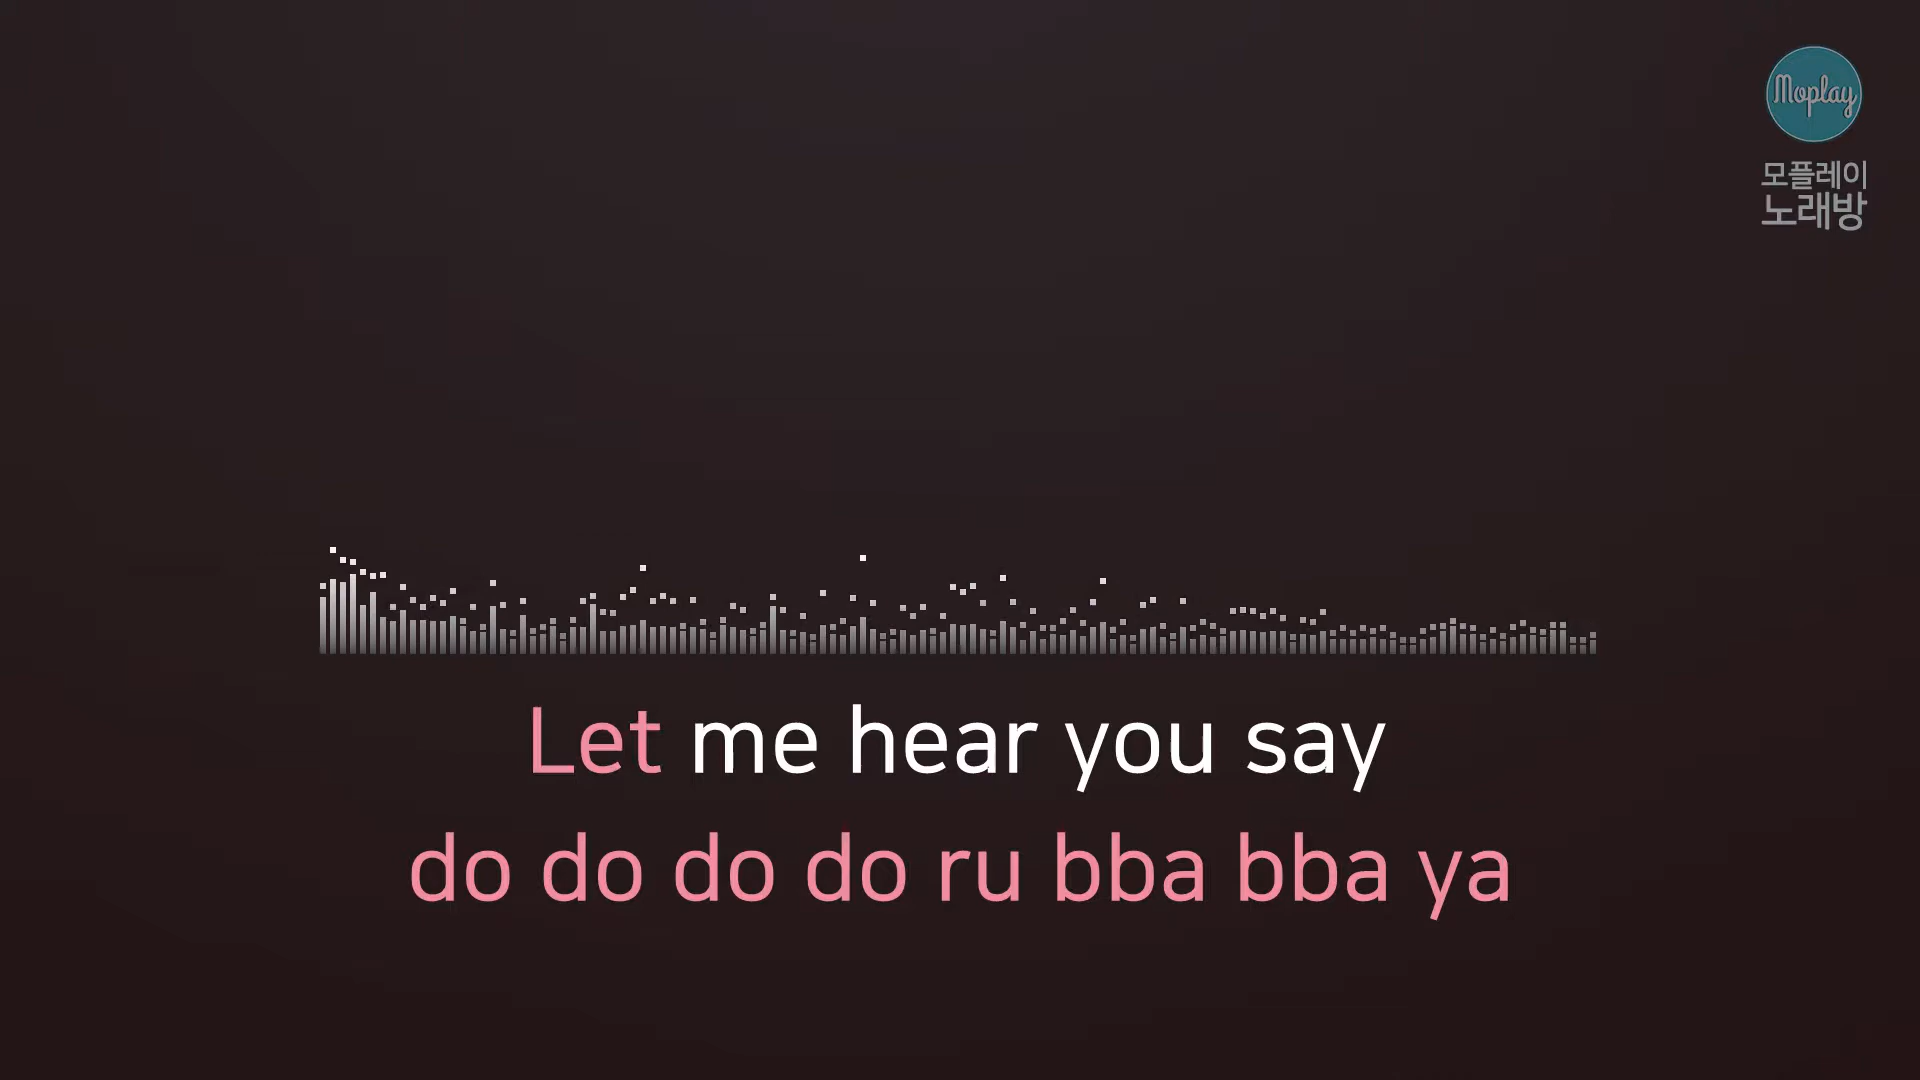 Moplay
모플레이
노래방
Let me hear you say
do do do do ru bba bba ya